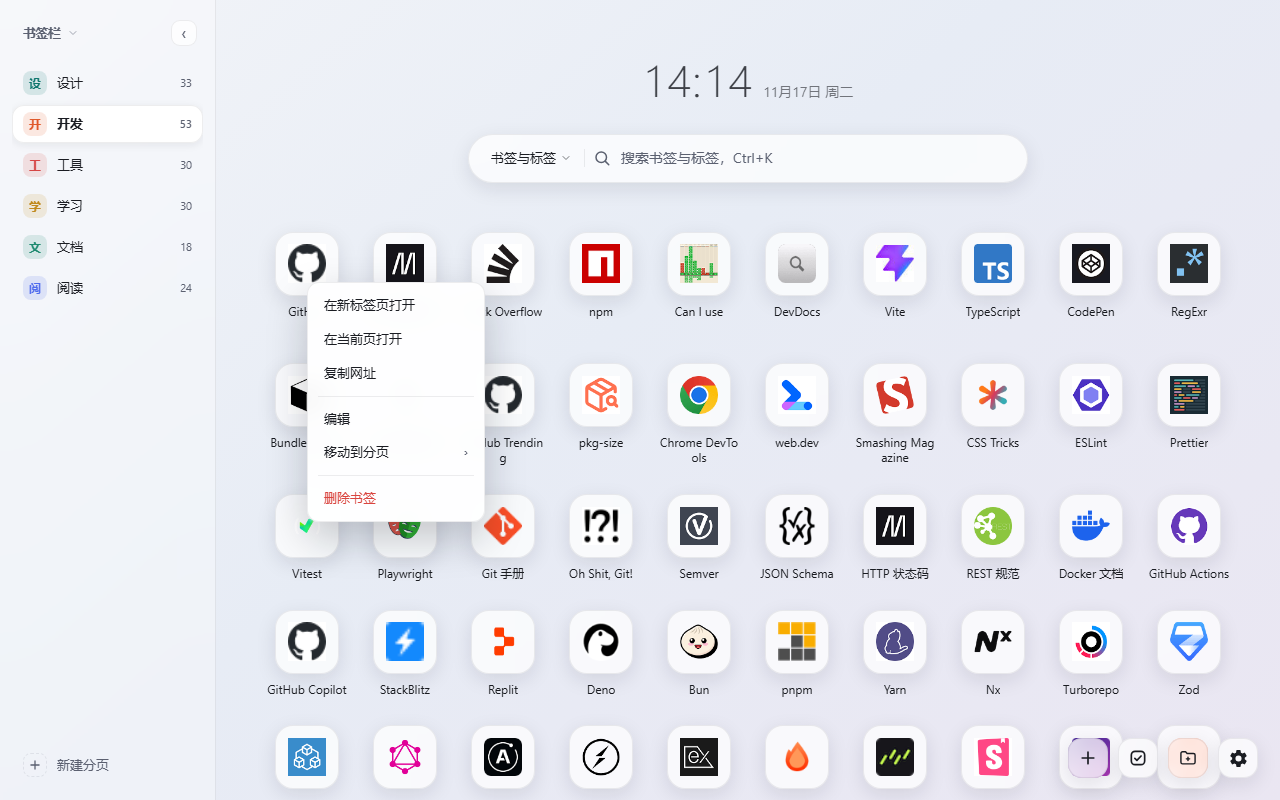 书签栏
设 设计 33
开 开发 53
工 工具 30
学 学习 30
文 文档 18
阅 阅读 24
新建分页
14:14 11月17日 周二
书签与标签 搜索书签与标签，Ctrl+K
GitH
k Overflow
npm
Can I use
DevDocs
Vite
TS
TypeScript
CodePen
RegExr
在新标签页打开
在当前页打开
复制网址
编辑
移动到分页
删除书签
Bundle
ub Trendin
g
pkg-size
Chrome DevTo
ols
web.dev
Smashing Mag
azine
CSS Tricks
ESLint
Prettier
Vitest
Playwright
Git 手册
!?!
Oh Shit, Git!
Semver
JSON Schema
HTTP 状态码
REST 规范
Docker 文档
GitHub Actions
GitHub Copilot
StackBlitz
Replit
Deno
Bun
pnpm
Yarn
Nx
Turborepo
Zod
ex